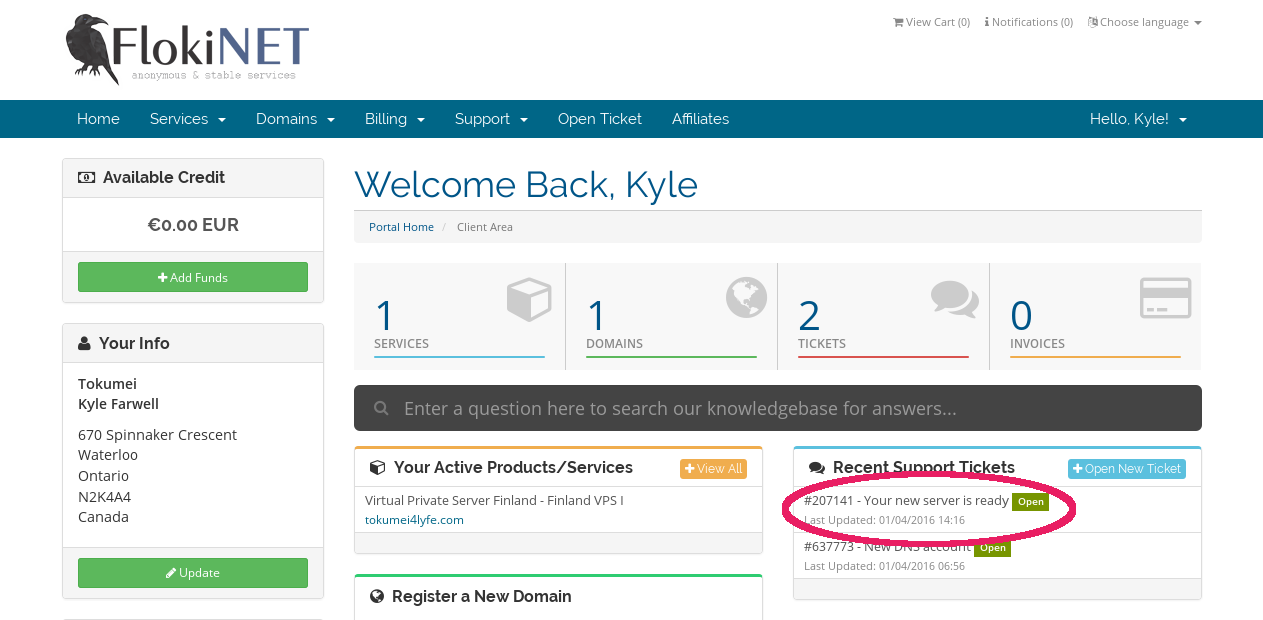 FlokiNET
anonymous & stable services
View Cart (0) Notifications (0) Choose language
Home Services Domains Billing Support Open Ticket Affiliates Hello, Kyle!
Available Credit
€0.00 EUR
Add Funds
Your Info
Tokumei
Kyle Farwell
670 Spinnaker Crescent
Waterloo
Ontario
N2K4A4
Canada
Update
Welcome Back, Kyle
Portal Home / Client Area
1
SERVICES
1
DOMAINS
2
TICKETS
0
INVOICES
Enter a question here to search our knowledgebase for answers...
Your Active Products/Services View All
Virtual Private Server Finland - Finland VPS I
tokumei4lyfe.com
Register a New Domain
Recent Support Tickets Open New Ticket
#207141 - Your new server is ready Open
Last Updated: 01/04/2016 14:16
#637773 - New DNS account Open
Last Updated: 01/04/2016 06:56